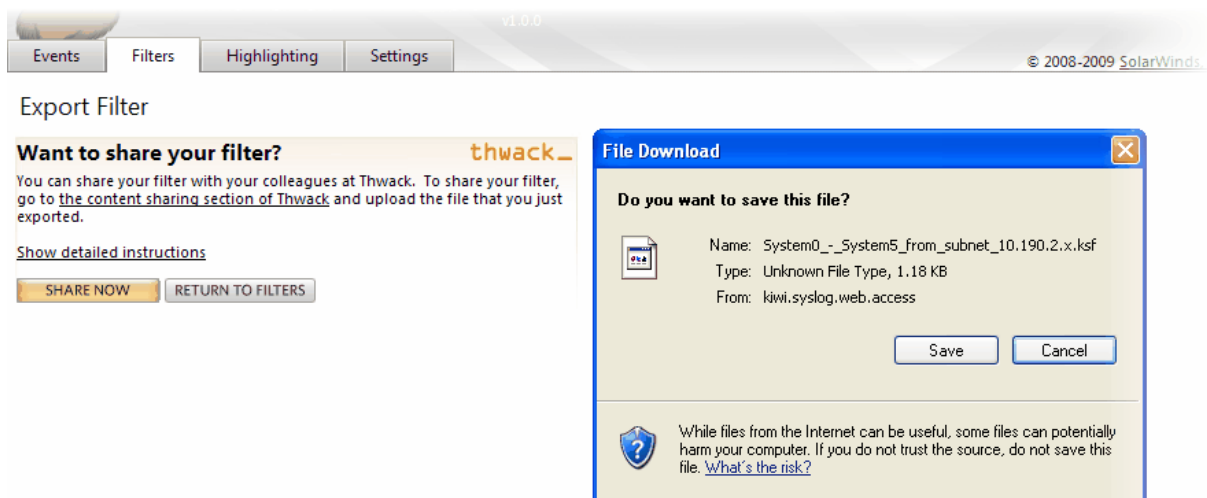 v1.0.0
Events
Filters
Highlighting
Settings
© 2008-2009 SolarWinds.
Export Filter
Want to share your filter?
thwack_
You can share your filter with your colleagues at Thwack. To share your filter,
go to the content sharing section of Thwack and upload the file that you just
exported.
Show detailed instructions
SHARE NOW
RETURN TO FILTERS
File Download
Do you want to save this file?
Name: System0_-_System5_from_subnet_10.190.2.x.ksf
Type: Unknown File Type, 1.18 KB
From: kiwi.syslog.web.access
Save
Cancel
While files from the Internet can be useful, some files can potentially
harm your computer. If you do not trust the source, do not save this
file. What's the risk?